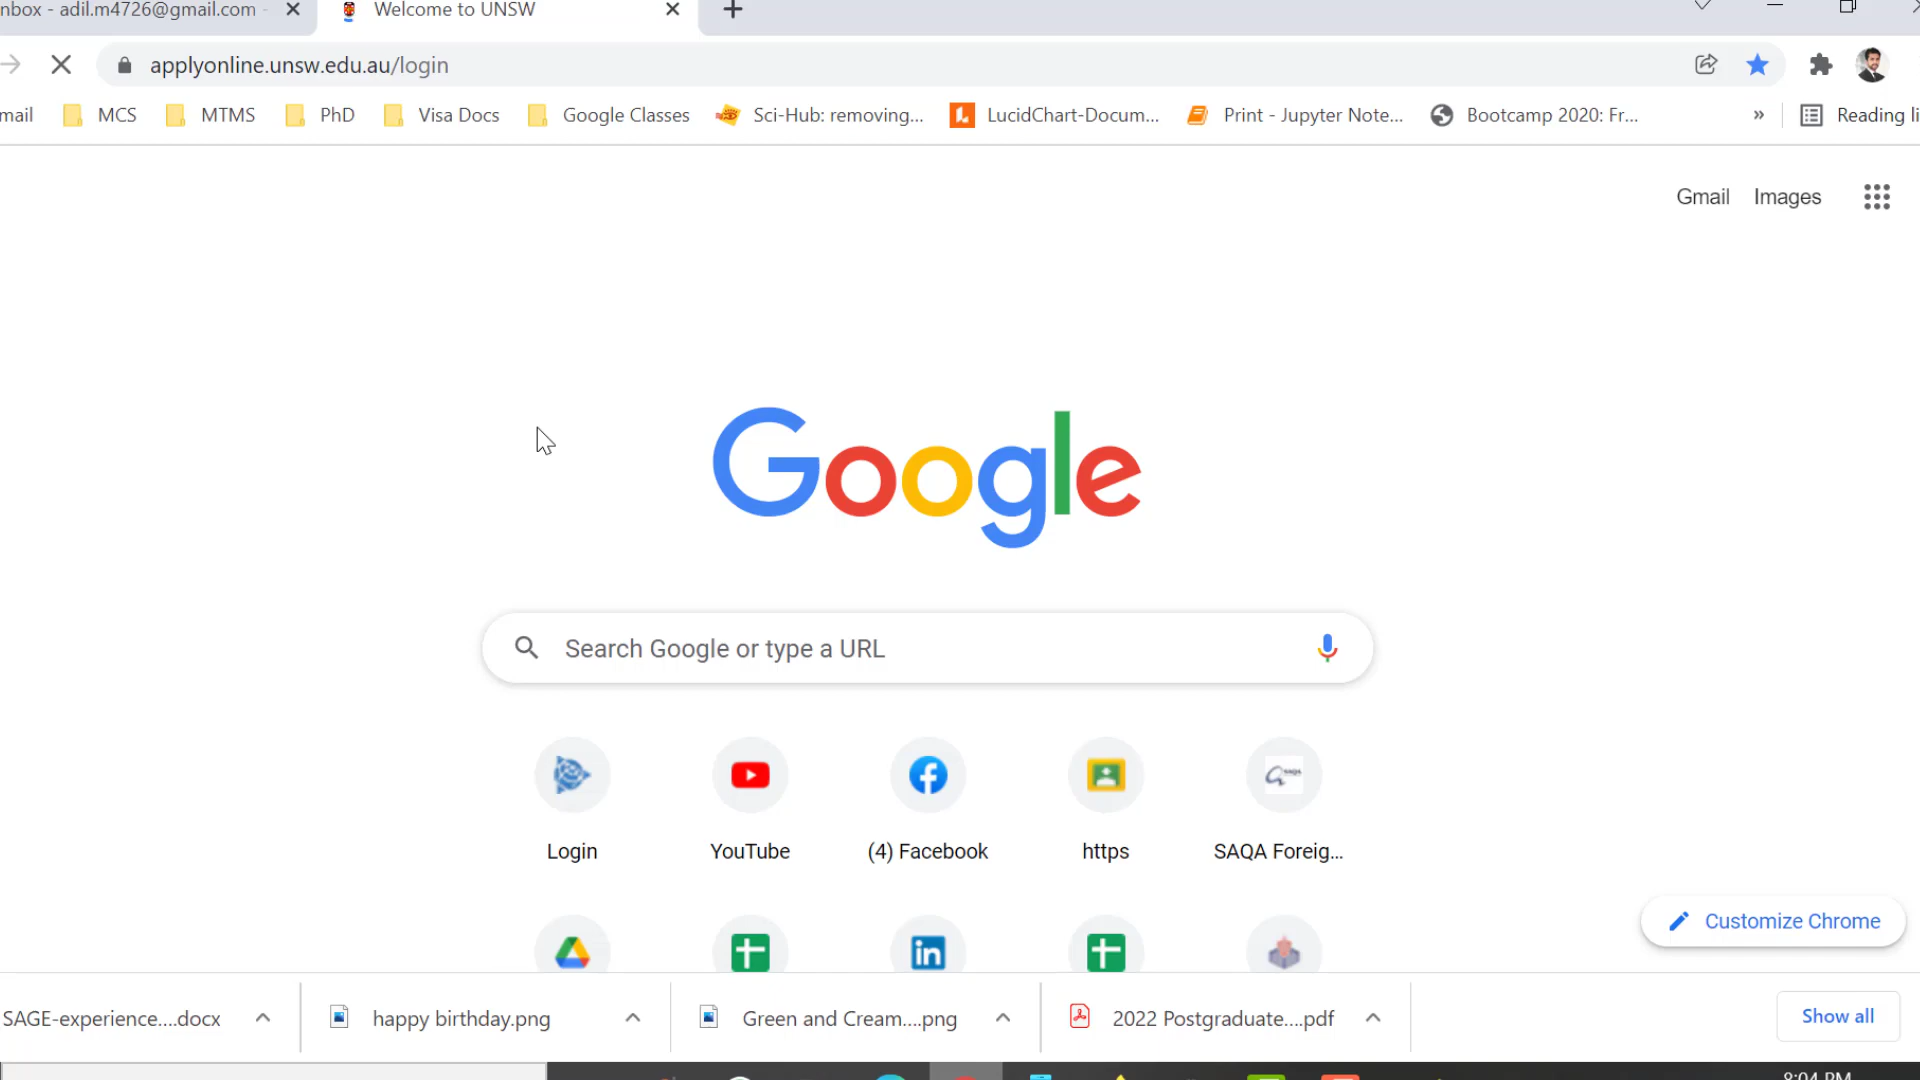 nbox - adil.m4726@gmail.com -
Welcome to UNSW
applyonline.unsw.edu.au/login
mail
MCS
MTMS
PhD
Visa Docs
Google Classes
Sci-Hub: removing...
LucidChart-Docum...
Print - Jupyter Note...
Bootcamp 2020: Fr...
»
Reading li
Gmail
Images
Google
Search Google or type a URL
Login
YouTube
(4) Facebook
https
SAQA Foreig...
Customize Chrome
SAGE-experience....docx
happy birthday.png
Green and Cream....png
2022 Postgraduate....pdf
Show all
8:04 PM